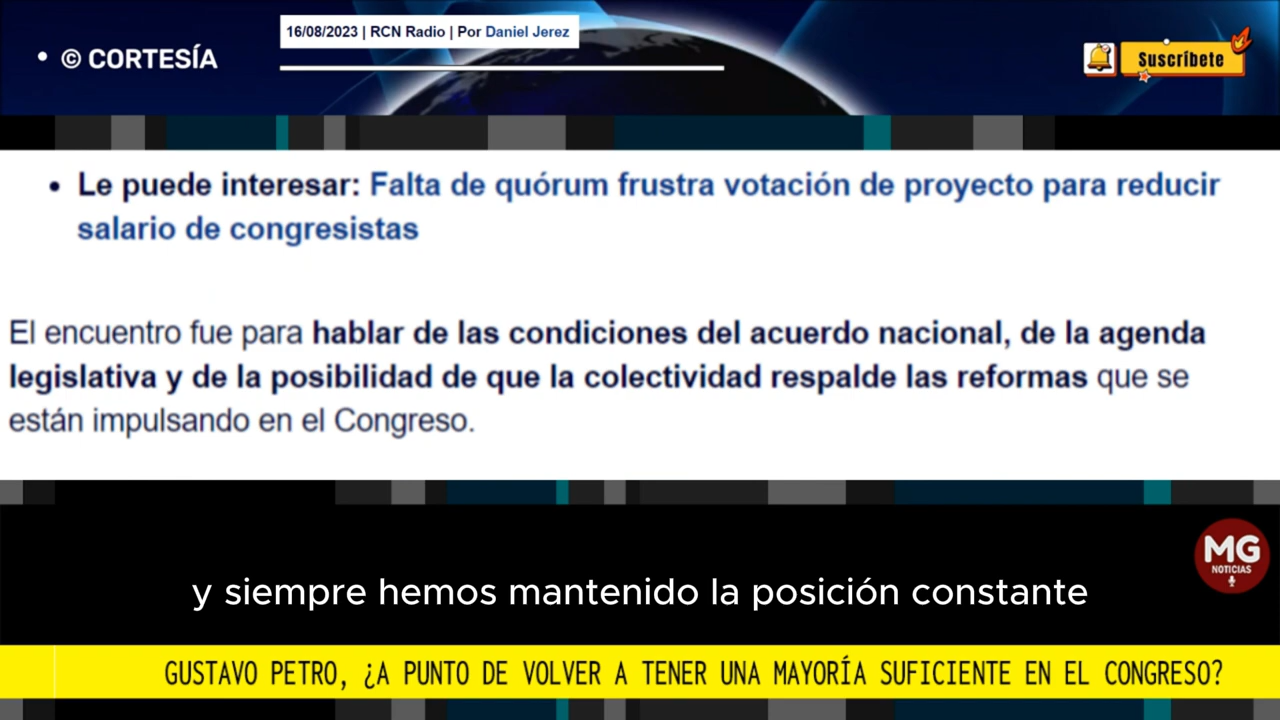 16/08/2023 | RCN Radio | Por Daniel Jerez
• © CORTESÍA
Suscríbete
• Le puede interesar: Falta de quórum frustra votación de proyecto para reducir
salario de congresistas
El encuentro fue para hablar de las condiciones del acuerdo nacional, de la agenda
legislativa y de la posibilidad de que la colectividad respalde las reformas que se
están impulsando en el Congreso.
MG
NOTICIAS
y siempre hemos mantenido la posición constante
GUSTAVO PETRO, ¿A PUNTO DE VOLVER A TENER UNA MAYORÍA SUFICIENTE EN EL CONGRESO?